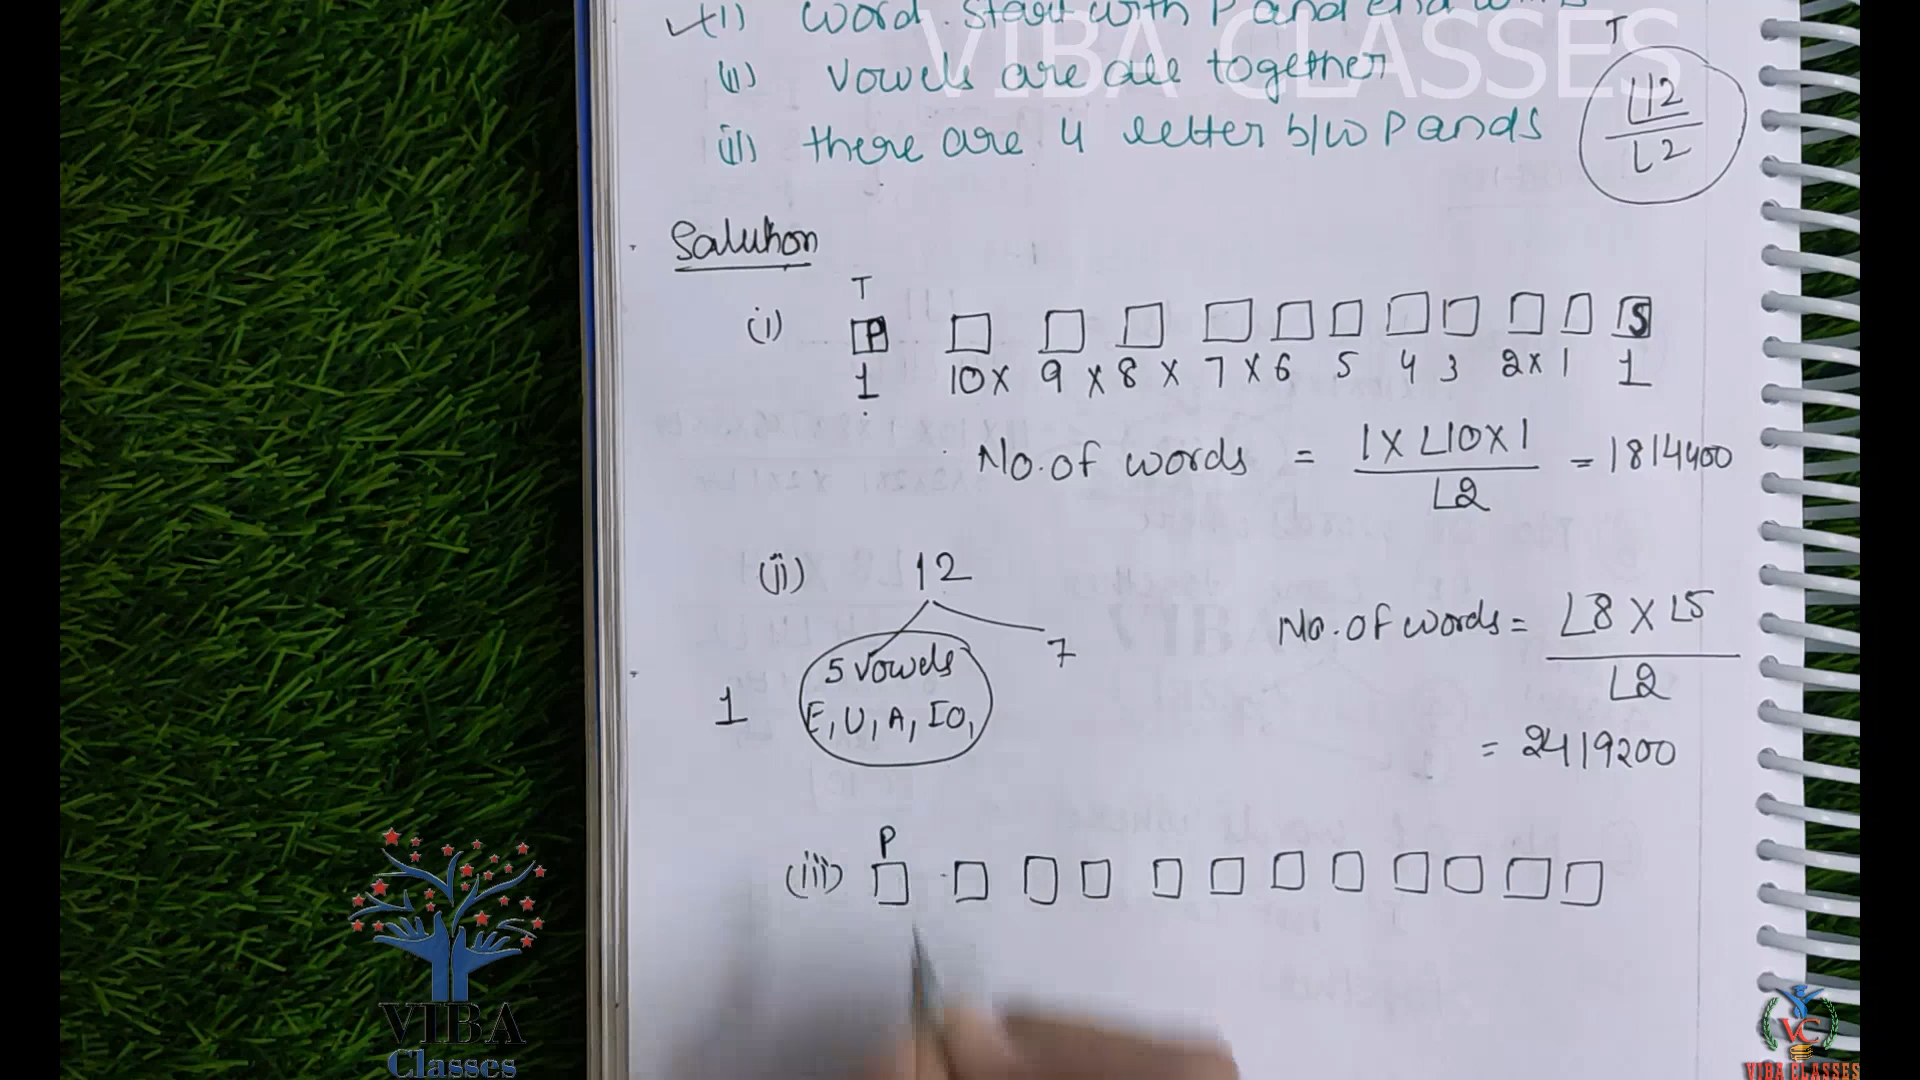 (i) word start with P and end with
VIBA CLASSES
T
(ii) vowels are all together
(iii) there are 4 letter b/w P and S
L12
L2
Solution
T
(i) P S
1 10 X 9 X 8 X 7 X 6 5 4 3 2 X 1 1
No. of words = 1 X L10 X 1 / L2 = 1814400
(ii) 12
5 vowels 7
1 E, U, A, I O,
No. of words = L8 X L5 / L2
= 2419200
P
(iii)
VIBA
Classes
VC
VIBA CLASSES